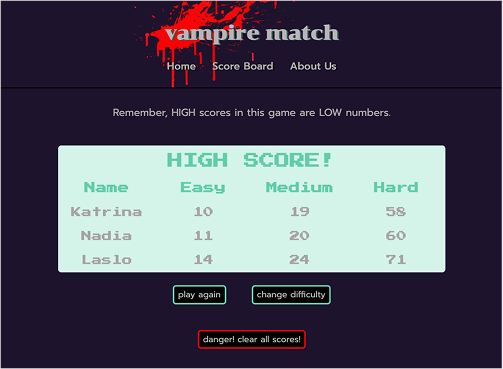 vampire match
Home Score Board About Us
Remember, HIGH scores in this game are LOW numbers.
HIGH SCORE!
Name Easy Medium Hard
Katrina 10 19 58
Nadia 11 20 60
Laslo 14 24 71
play again change difficulty
danger! clear all scores!